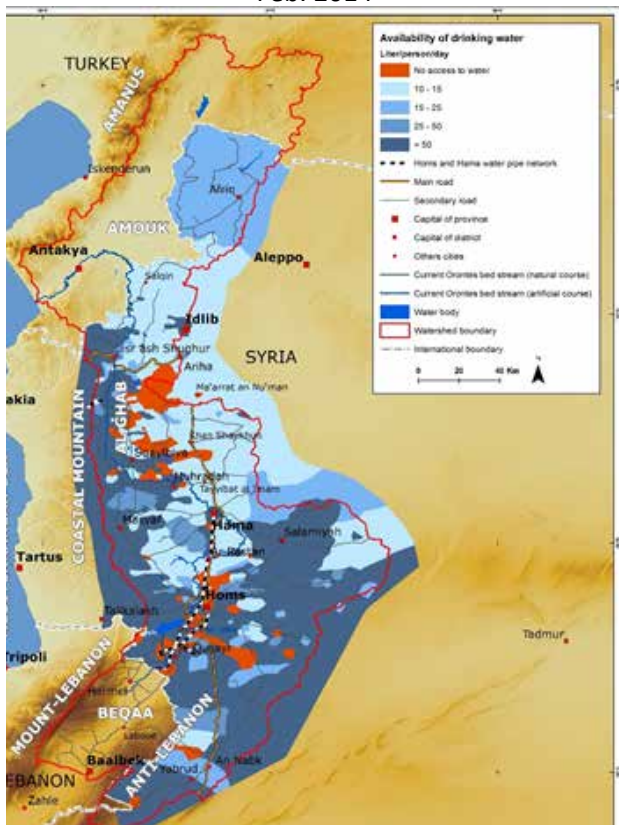 Availability of drinking water
Liter/person/day
No access to water
10 - 15
15 - 25
25 - 50
> 50
Homs and Hama water pipe network
Main road
Secondary road
Capital of province
Capital of district
Others cities
Current Orontes bed stream (natural course)
Current Orontes bed stream (artificial course)
Water body
Watershed boundary
International boundary
0 20 40 Km
TURKEY
AMANUS
Iskenderun
Afrin
AMOUK
Antakya
Aleppo
Salqin
Idlib
SYRIA
Jisr ash Shughur
Ariha
Ma'arrat an Nu'man
akia
AL GHAB
COASTAL MOUNTAIN
Khan Shaykhun
Muhradah
Tayyibat al Imam
Hama
Masyaf
Salamiyah
Ar-Rastan
Tartus
Homs
Talkalakh
Tadmur
Tripoli
MOUNT-LEBANON
Hermel
BEQAA
Laboue
ANTI-LEBANON
Baalbek
Yabrud
An Nabk
LEBANON
Zahle